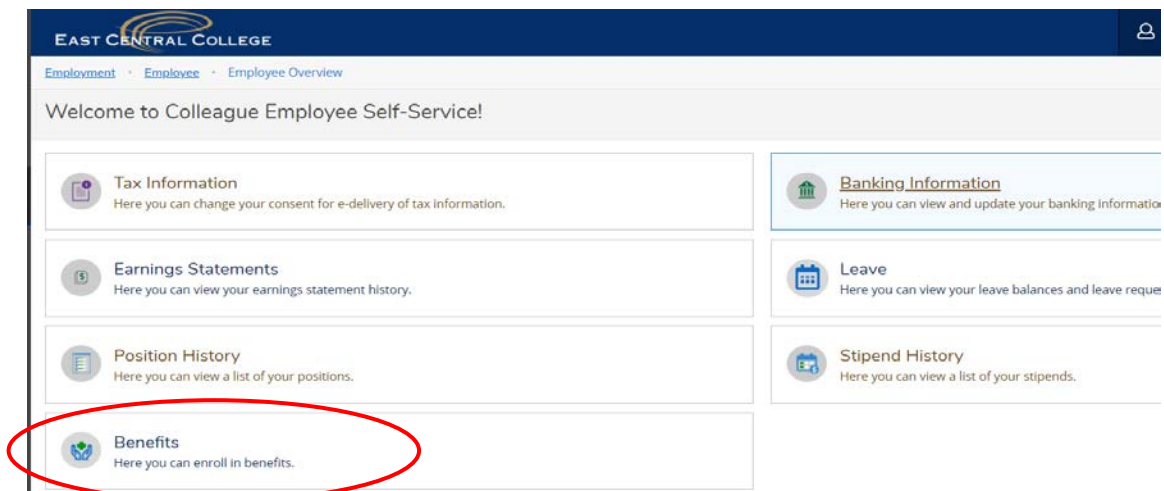 EAST CENTRAL COLLEGE
Employment · Employee · Employee Overview
Welcome to Colleague Employee Self-Service!
Tax Information
Here you can change your consent for e-delivery of tax information.
Banking Information
Here you can view and update your banking informatio
Earnings Statements
Here you can view your earnings statement history.
Leave
Here you can view your leave balances and leave reque
Position History
Here you can view a list of your positions.
Stipend History
Here you can view a list of your stipends.
Benefits
Here you can enroll in benefits.